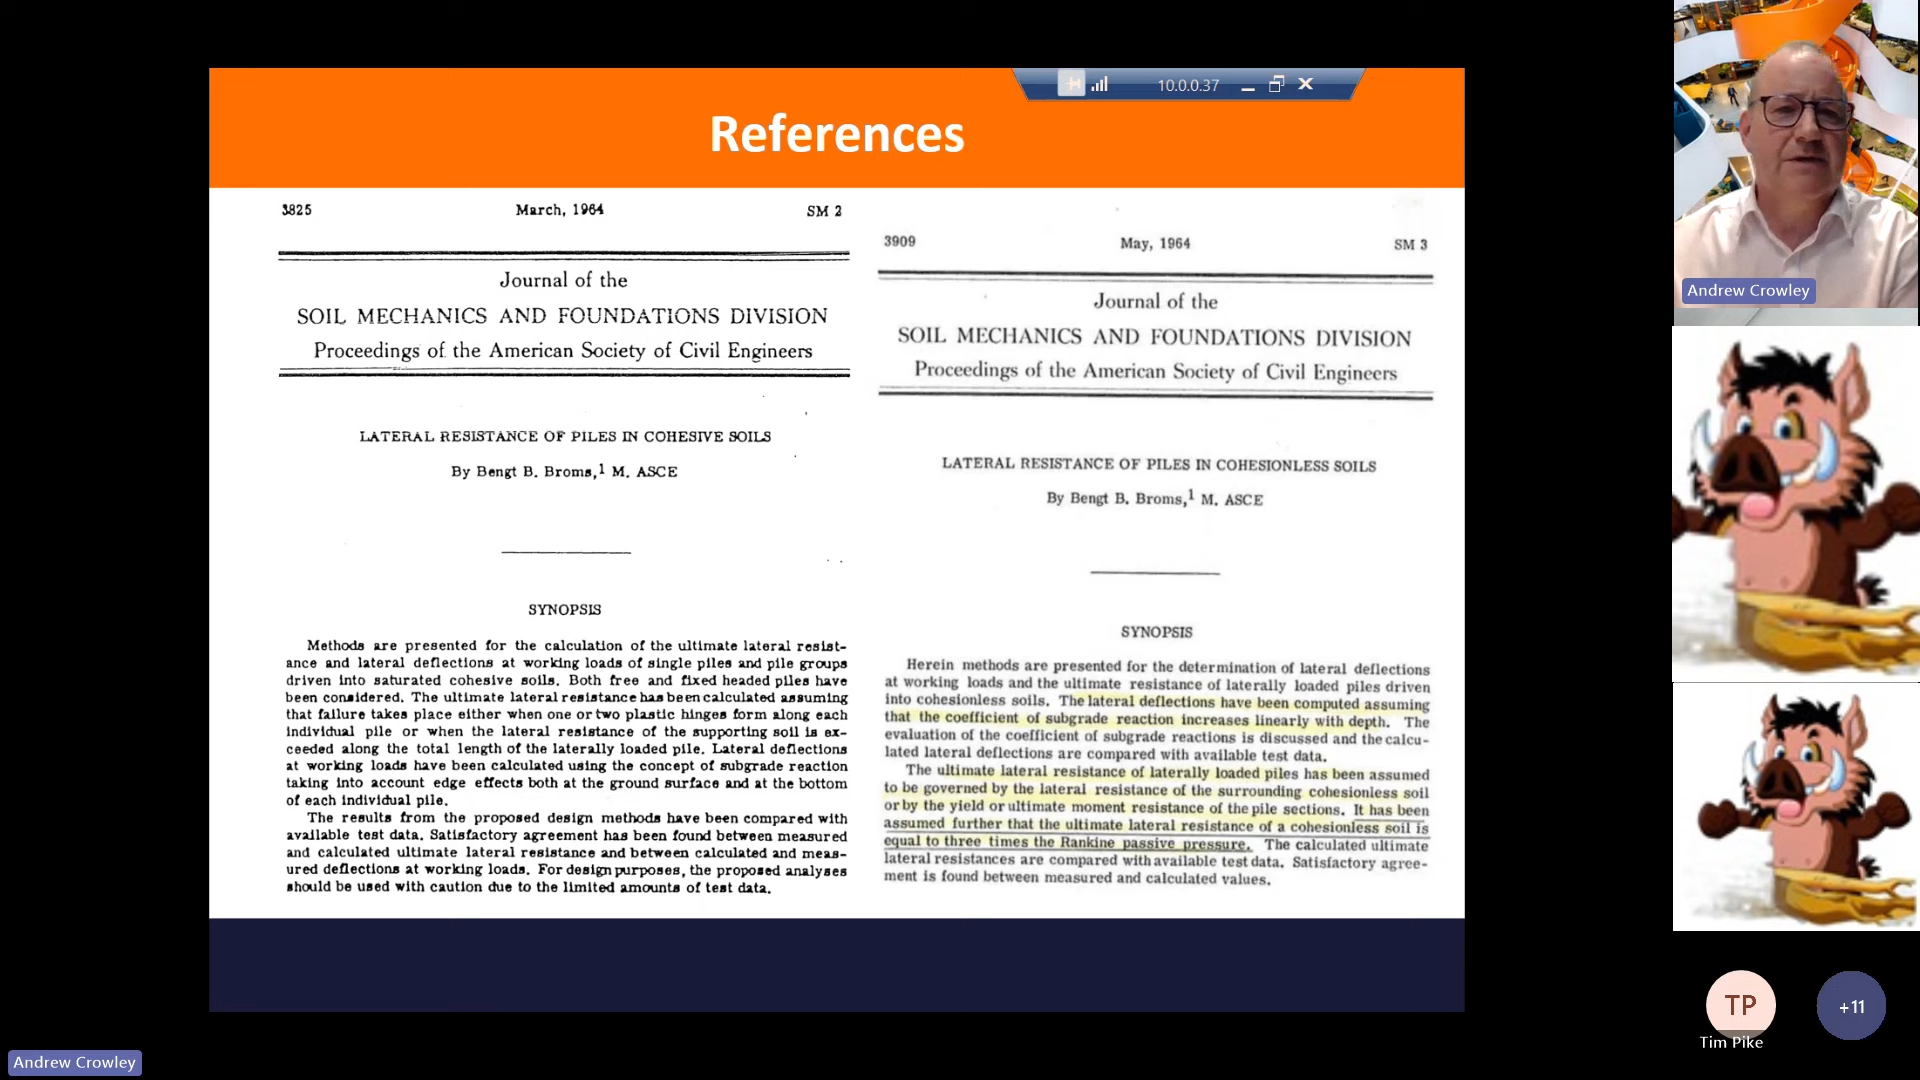 10.0.0.37
References
3825 March, 1964 SM 2
Journal of the
SOIL MECHANICS AND FOUNDATIONS DIVISION
Proceedings of the American Society of Civil Engineers
LATERAL RESISTANCE OF PILES IN COHESIVE SOILS
By Bengt B. Broms,1 M. ASCE
SYNOPSIS
Methods are presented for the calculation of the ultimate lateral resist-
ance and lateral deflections at working loads of single piles and pile groups
driven into saturated cohesive soils. Both free and fixed headed piles have
been considered. The ultimate lateral resistance has been calculated assuming
that failure takes place either when one or two plastic hinges form along each
individual pile or when the lateral resistance of the supporting soil is ex-
ceeded along the total length of the laterally loaded pile. Lateral deflections
at working loads have been calculated using the concept of subgrade reaction
taking into account edge effects both at the ground surface and at the bottom
of each individual pile.
The results from the proposed design methods have been compared with
available test data. Satisfactory agreement has been found between measured
and calculated ultimate lateral resistance and between calculated and meas-
ured deflections at working loads. For design purposes, the proposed analyses
should be used with caution due to the limited amounts of test data.
3909 May, 1964 SM 3
Journal of the
SOIL MECHANICS AND FOUNDATIONS DIVISION
Proceedings of the American Society of Civil Engineers
LATERAL RESISTANCE OF PILES IN COHESIONLESS SOILS
By Bengt B. Broms,1 M. ASCE
SYNOPSIS
Herein methods are presented for the determination of lateral deflections
at working loads and the ultimate resistance of laterally loaded piles driven
into cohesionless soils. The lateral deflections have been computed assuming
that the coefficient of subgrade reaction increases linearly with depth. The
evaluation of the coefficient of subgrade reactions is discussed and the calcu-
lated lateral deflections are compared with available test data.
The ultimate lateral resistance of laterally loaded piles has been assumed
to be governed by the lateral resistance of the surrounding cohesionless soil
or by the yield or ultimate moment resistance of the pile sections. It has been
assumed further that the ultimate lateral resistance of a cohesionless soil is
equal to three times the Rankine passive pressure. The calculated ultimate
lateral resistances are compared with available test data. Satisfactory agree-
ment is found between measured and calculated values.
Andrew Crowley
TP
Tim Pike
+11
Andrew Crowley